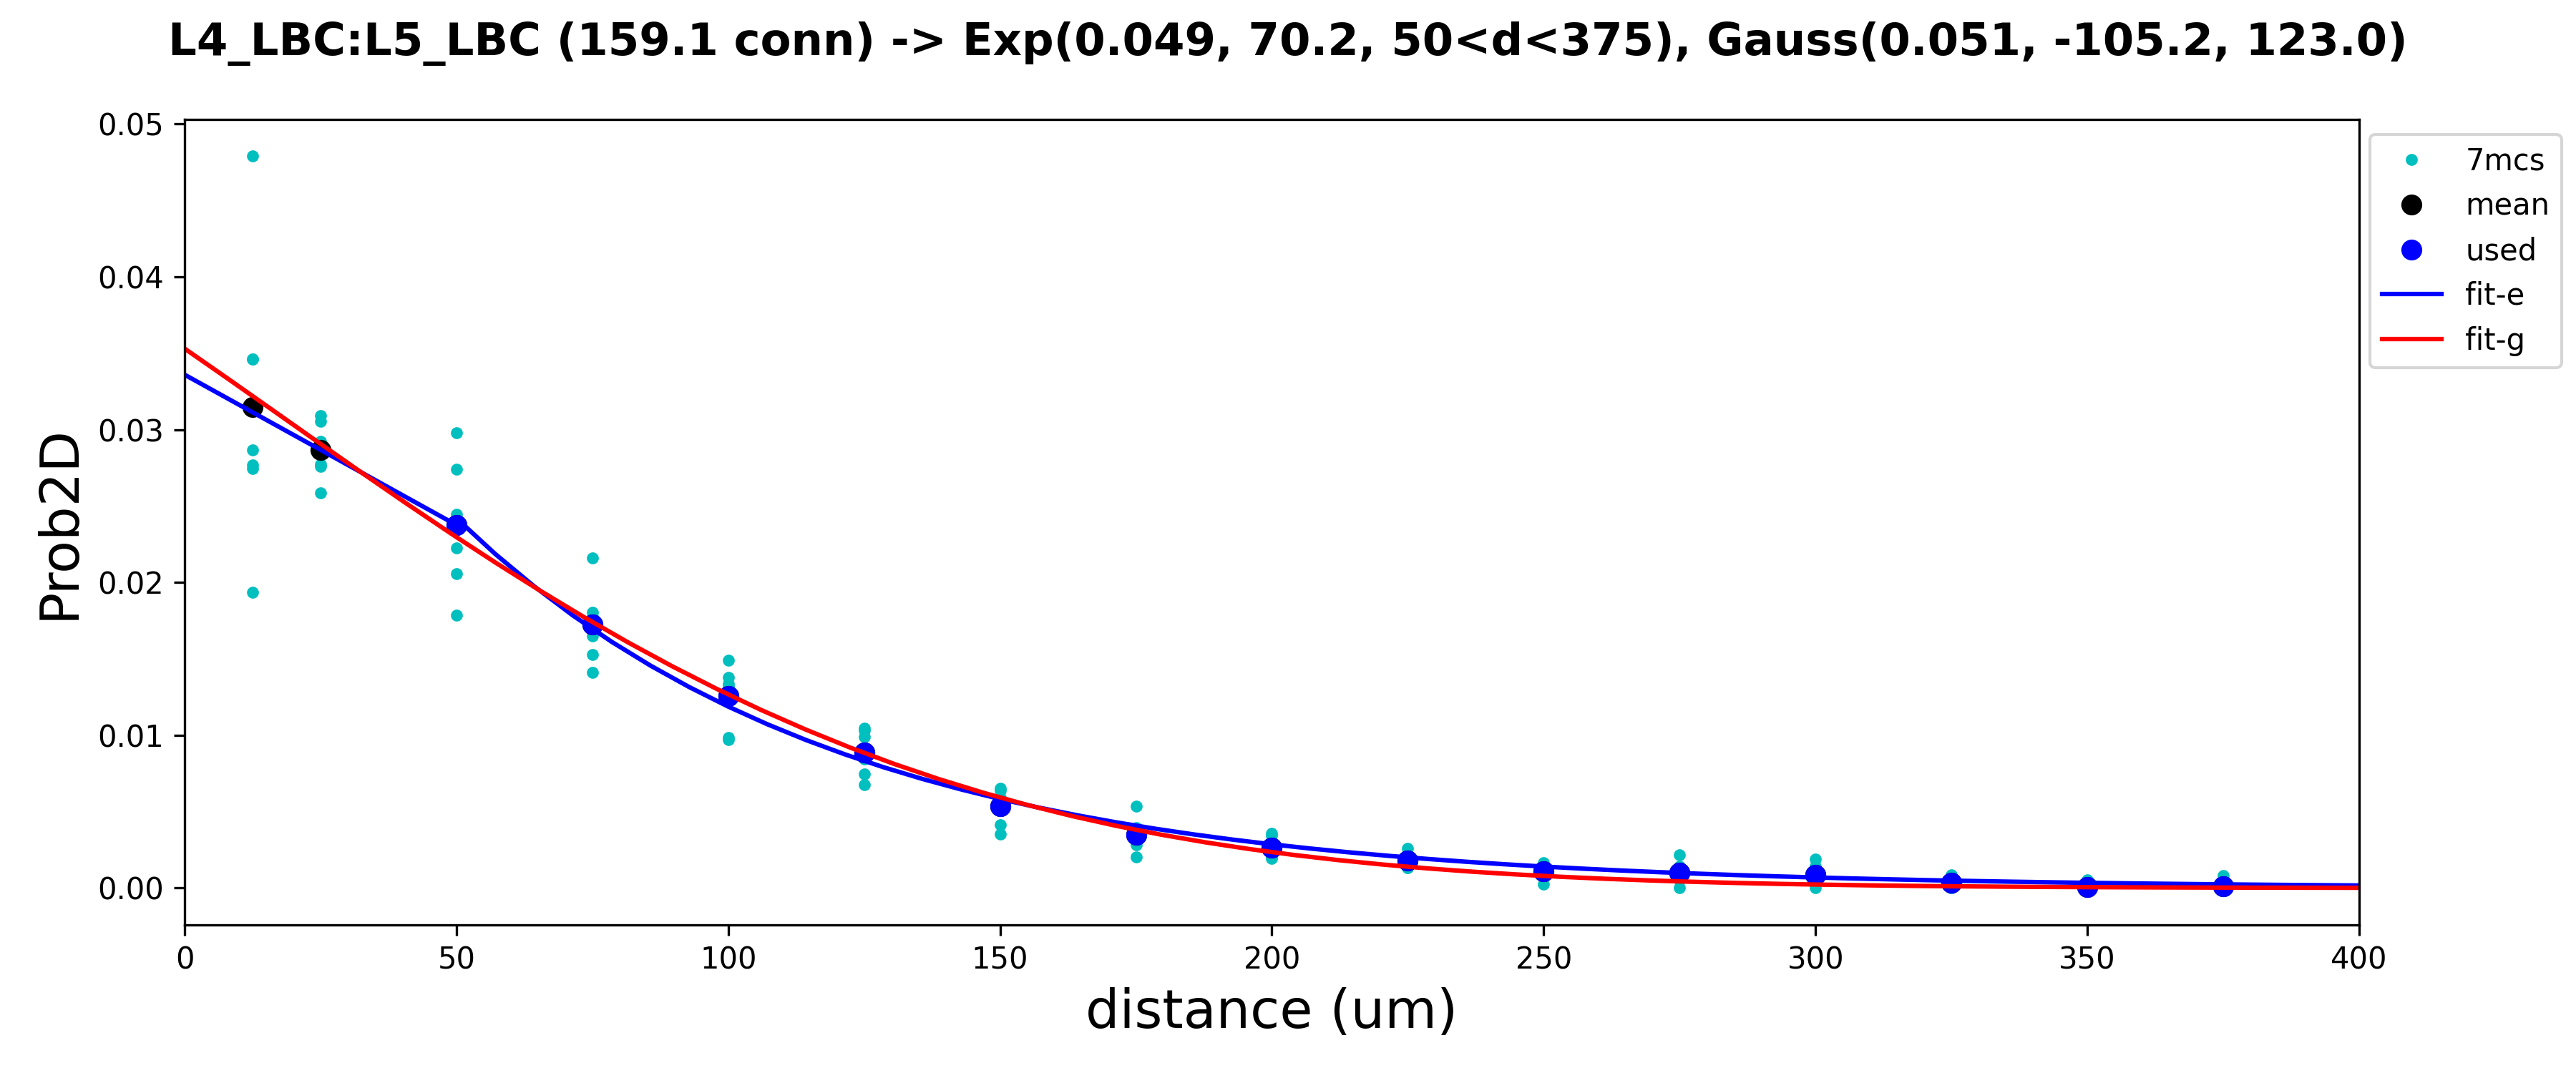 L4_LBC:L5_LBC (159.1 conn) -> Exp(0.049, 70.2, 50<d<375), Gauss(0.051, -105.2, 123.0)
0.05
0.04
0.03
0.02
0.01
0.00
Prob2D
0 50 100 150 200 250 300 350 400
distance (um)
7mcs
mean
used
fit-e
fit-g